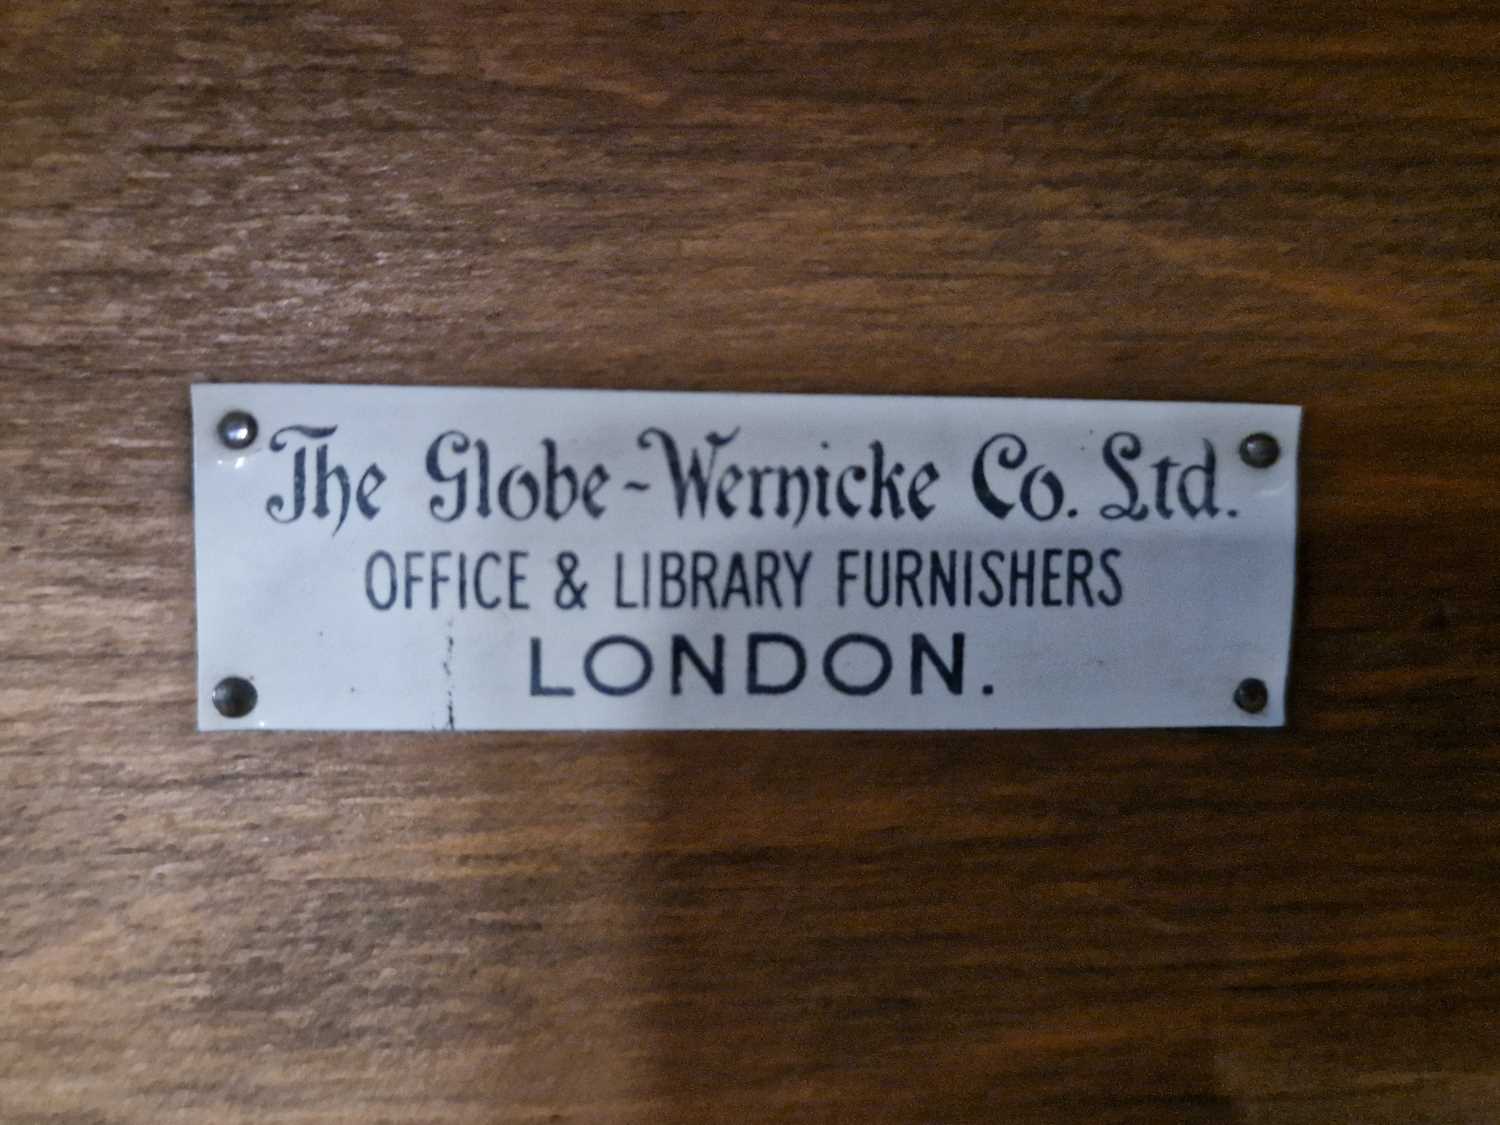 The Globe-Wernicke Co. Ltd.
OFFICE & LIBRARY FURNISHERS
LONDON.